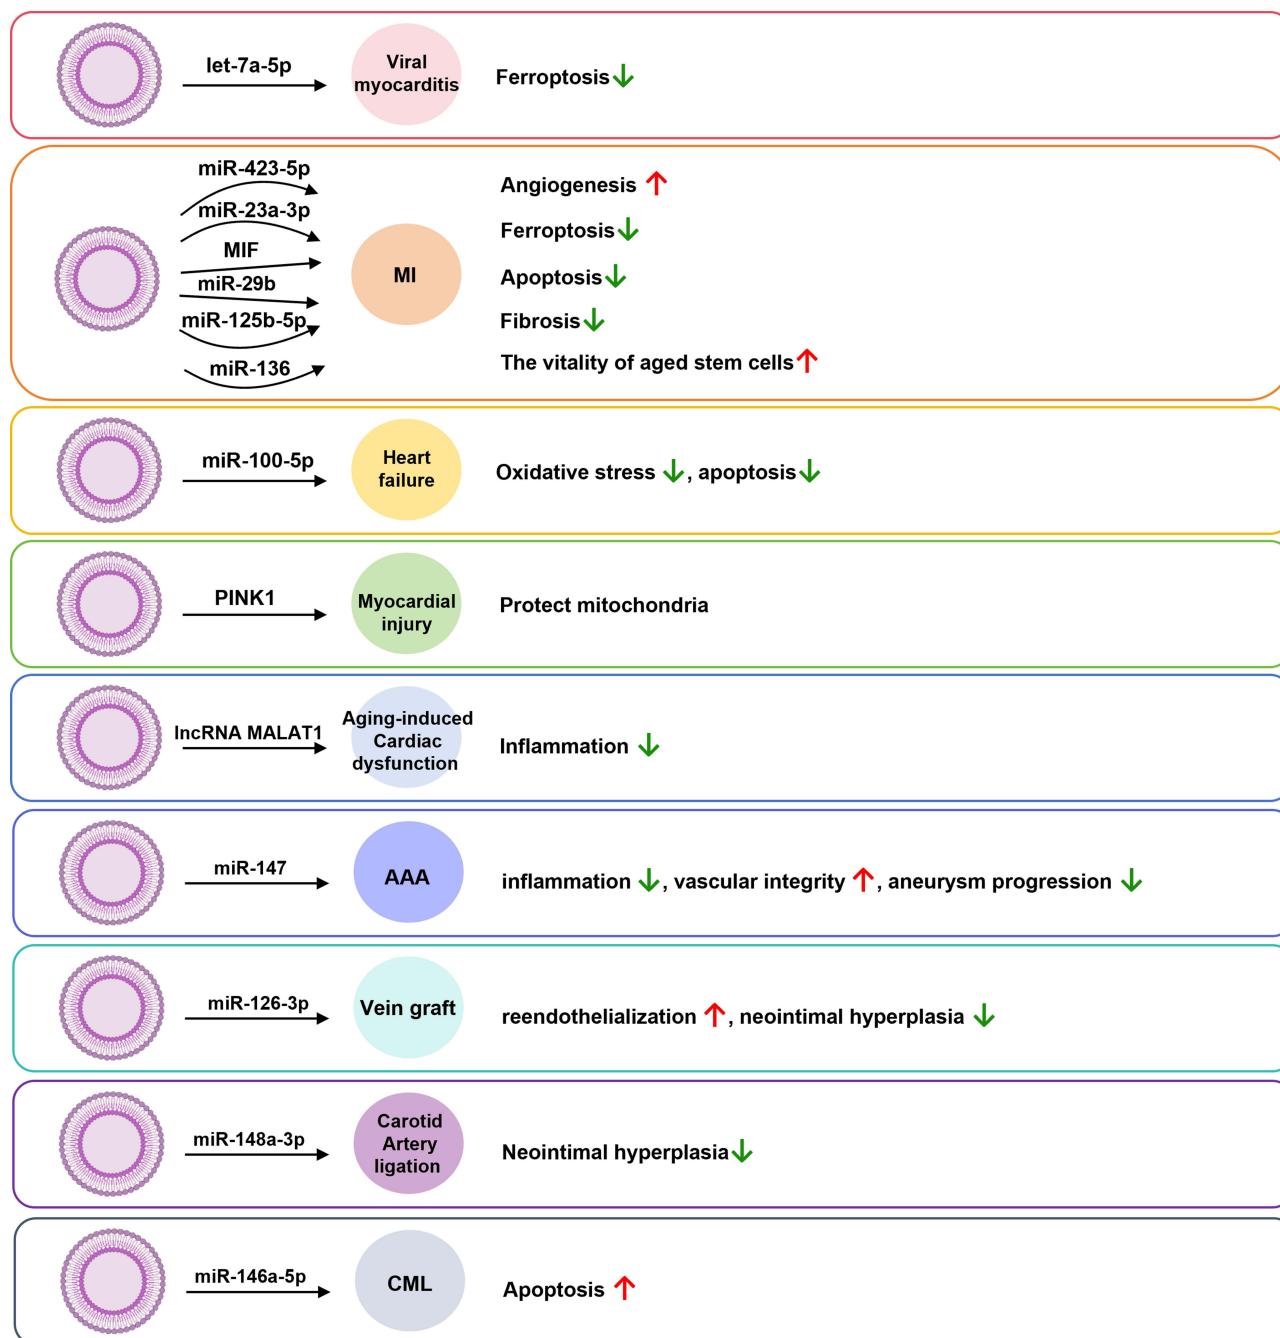 let-7a-5p
Viral
myocarditis
Ferroptosis↓
miR-423-5p
miR-23a-3p
MIF
miR-29b
miR-125b-5p
miR-136
MI
Angiogenesis ↑
Ferroptosis↓
Apoptosis↓
Fibrosis↓
The vitality of aged stem cells↑
miR-100-5p
Heart
failure
Oxidative stress ↓, apoptosis↓
PINK1
Myocardial
injury
Protect mitochondria
lncRNA MALAT1
Aging-induced
Cardiac
dysfunction
Inflammation ↓
miR-147
AAA
inflammation ↓, vascular integrity ↑, aneurysm progression ↓
miR-126-3p
Vein graft
reendothelialization ↑, neointimal hyperplasia ↓
miR-148a-3p
Carotid
Artery
ligation
Neointimal hyperplasia↓
miR-146a-5p
CML
Apoptosis ↑